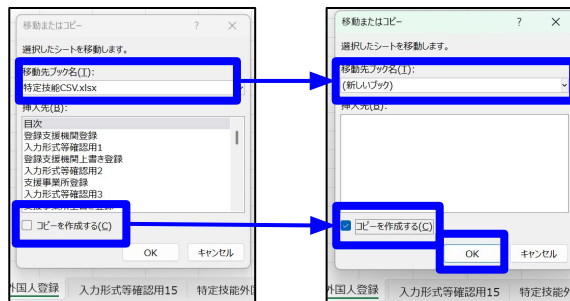 移動またはコピー ? ×
選択したシートを移動します。
移動先ブック名(T):
特定技能CSV.xlsx
挿入先(B):
目次
登録支援機関登録
入力形式等確認用1
登録支援機関上書き登録
入力形式等確認用2
支援事業所登録
入力形式等確認用3
コピーを作成する(C)
OK キャンセル
外国人登録 入力形式等確認用15 特定技能外
移動またはコピー ? ×
選択したシートを移動します。
移動先ブック名(T):
(新しいブック)
挿入先(B):
コピーを作成する(C)
OK キャンセル
外国人登録 入力形式等確認用15 特定技能